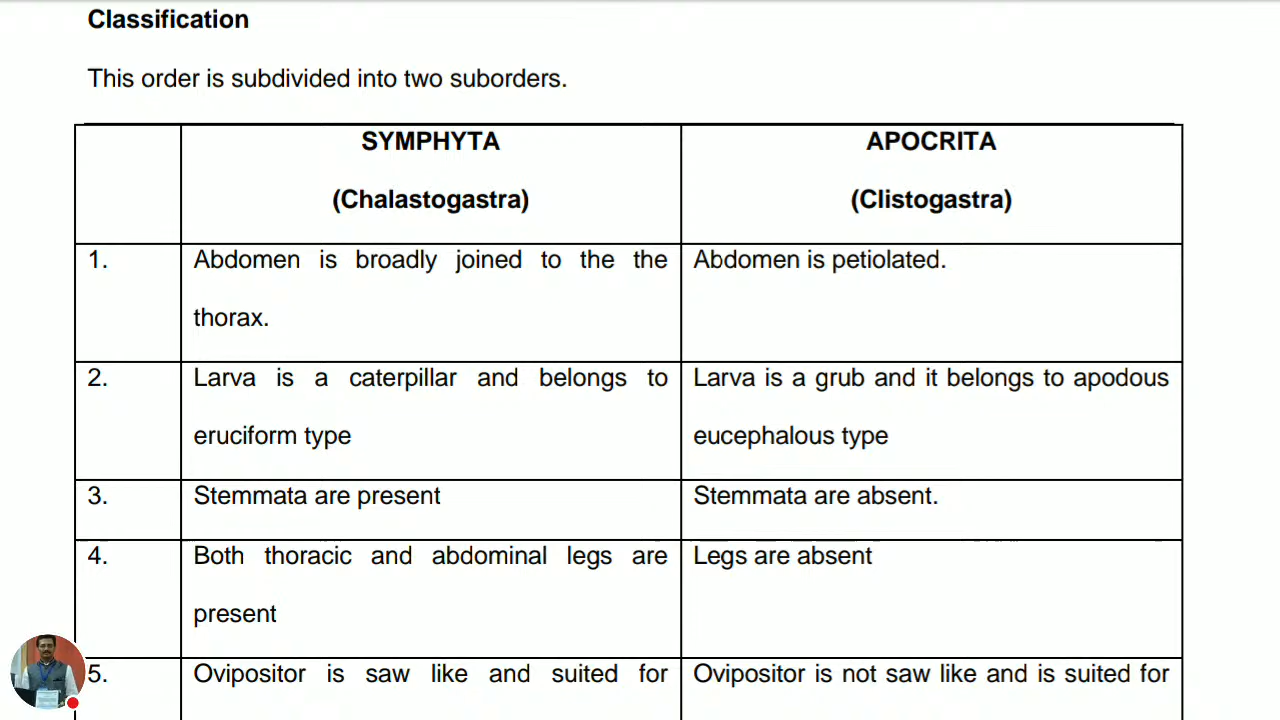 Classification
This order is subdivided into two suborders.
SYMPHYTA
(Chalastogastra)
APOCRITA
(Clistogastra)
1.
Abdomen is broadly joined to the the
thorax.
Abdomen is petiolated.
2.
Larva is a caterpillar and belongs to
eruciform type
Larva is a grub and it belongs to apodous
eucephalous type
3.
Stemmata are present
Stemmata are absent.
4.
Both thoracic and abdominal legs are
present
Legs are absent
5.
Ovipositor is saw like and suited for
Ovipositor is not saw like and is suited for